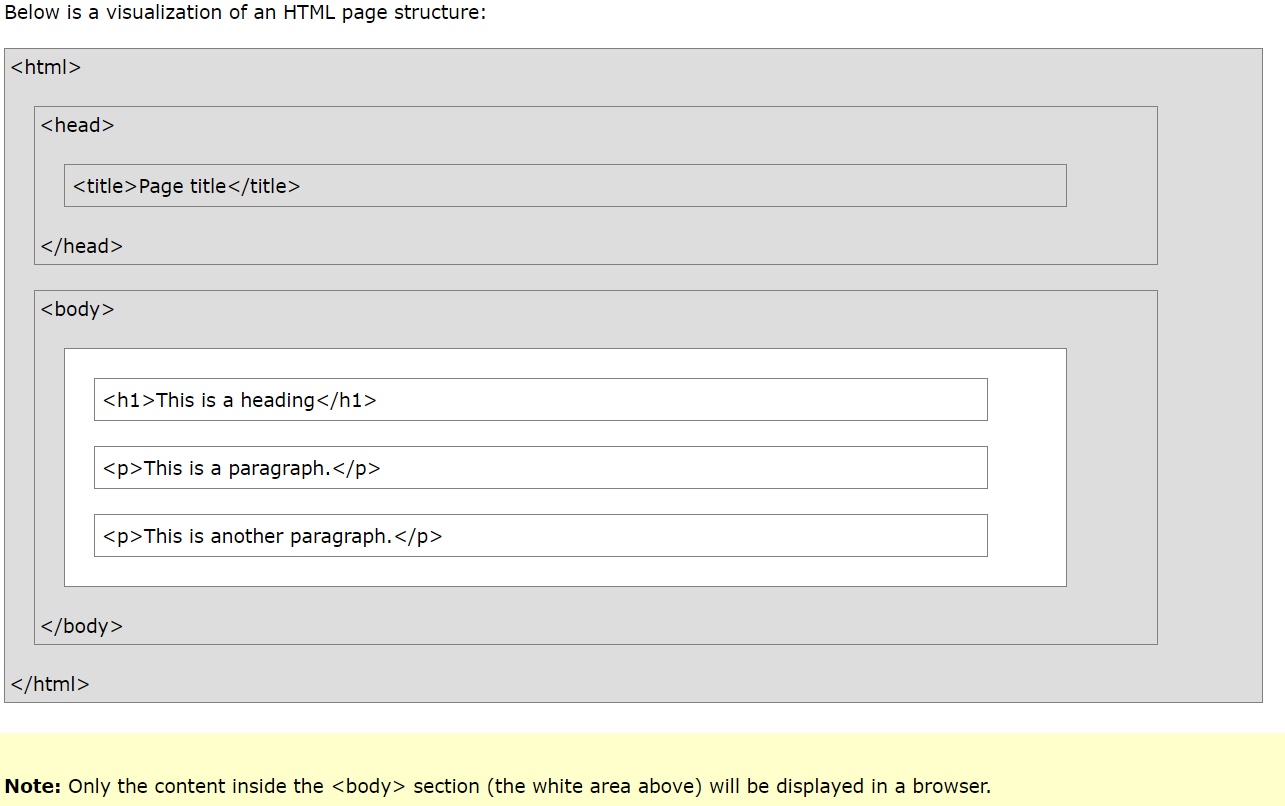 Below is a visualization of an HTML page structure:
<html>
<head>
<title>Page title</title>
</head>
<body>
<h1>This is a heading</h1>
<p>This is a paragraph.</p>
<p>This is another paragraph.</p>
</body>
</html>
Note: Only the content inside the <body> section (the white area above) will be displayed in a browser.